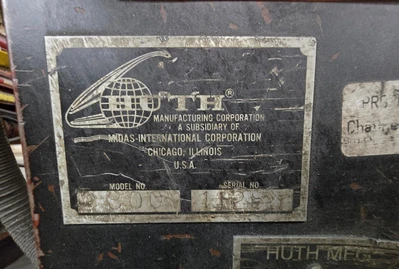 HUTH®
MANUFACTURING CORPORATION
A SUBSIDIARY OF
MIDAS-INTERNATIONAL CORPORATION
CHICAGO, ILLINOIS
U.S.A.
MODEL NO
SERIAL NO
HUTH MFG.